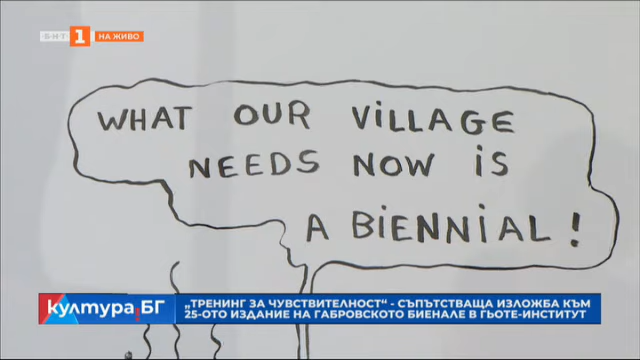 БНТ 1 НА ЖИВО
WHAT OUR ViLLAGE
NEEDS NOW iS
A BiENNiAL!
култура.БГ
„ТРЕНИНГ ЗА ЧУВСТВИТЕЛНОСТ“ - СЪПЪТСТВАЩА ИЗЛОЖБА КЪМ
25-ОТО ИЗДАНИЕ НА ГАБРОВСКОТО БИЕНАЛЕ В ГЬОТЕ-ИНСТИТУТ